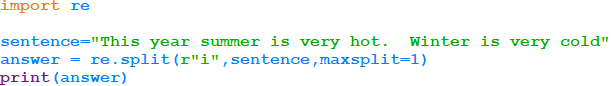 import re
sentence="This year summer is very hot.  Winter is very cold"
answer = re.split(r"i",sentence,maxsplit=1)
print(answer)